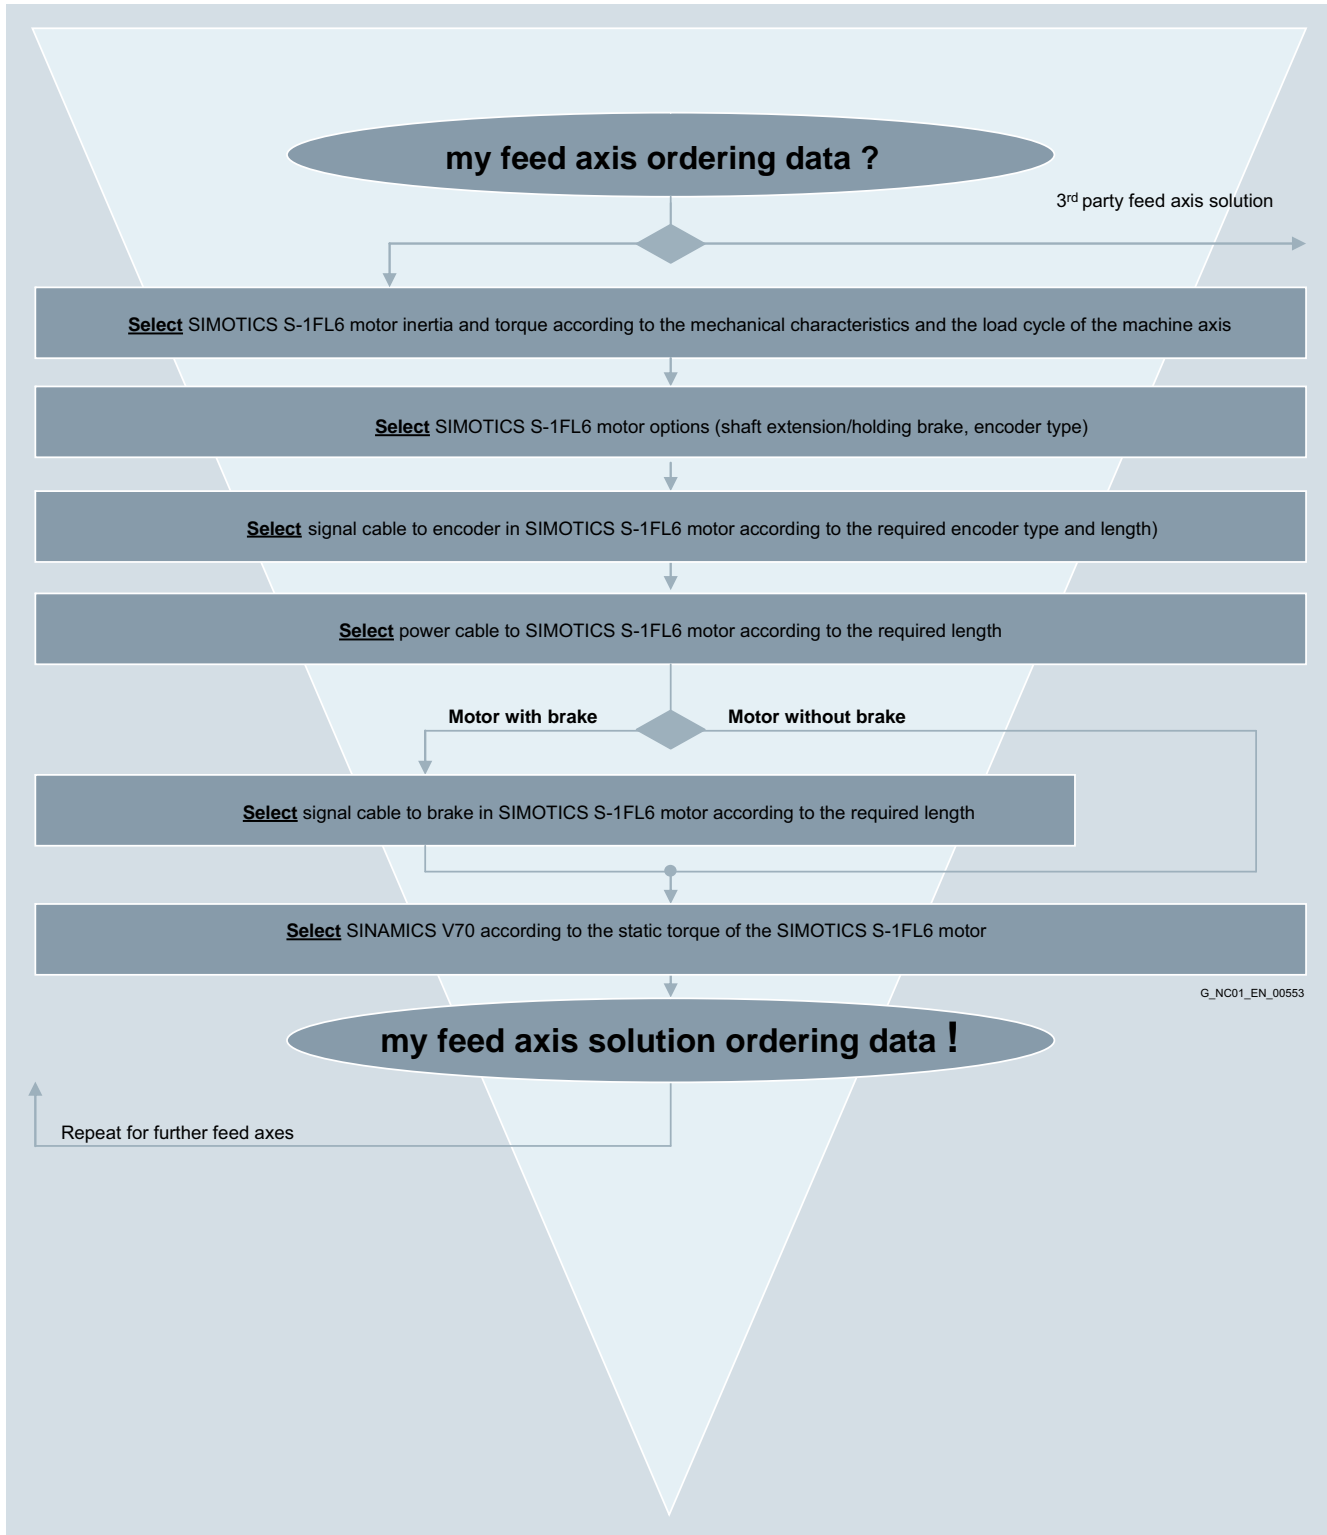 my feed axis ordering data ?
3rd party feed axis solution
Select SIMOTICS S-1FL6 motor inertia and torque according to the mechanical characteristics and the load cycle of the machine axis
Select SIMOTICS S-1FL6 motor options (shaft extension/holding brake, encoder type)
Select signal cable to encoder in SIMOTICS S-1FL6 motor according to the required encoder type and length)
Select power cable to SIMOTICS S-1FL6 motor according to the required length
Motor with brake
Motor without brake
Select signal cable to brake in SIMOTICS S-1FL6 motor according to the required length
Select SINAMICS V70 according to the static torque of the SIMOTICS S-1FL6 motor
G_NC01_EN_00553
my feed axis solution ordering data !
Repeat for further feed axes